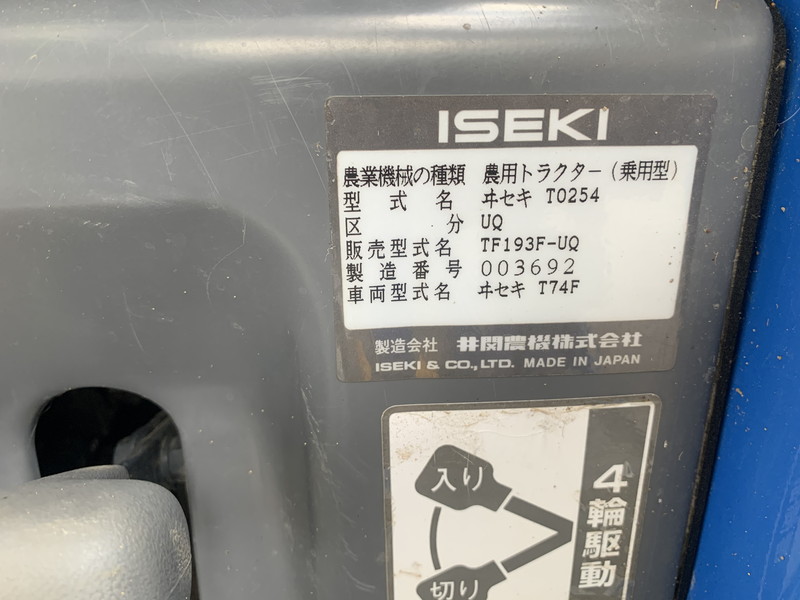 ISEKI
農業機械の種類 農用トラクター(乗用型)
型式名 ヰセキ T0254
区分 UQ
販売型式名 TF193F-UQ
製造番号 003692
車両型式名 ヰセキ T74F
製造会社 井関農機株式会社
ISEKI & CO.,LTD. MADE IN JAPAN
4輪駆動
入り
切り